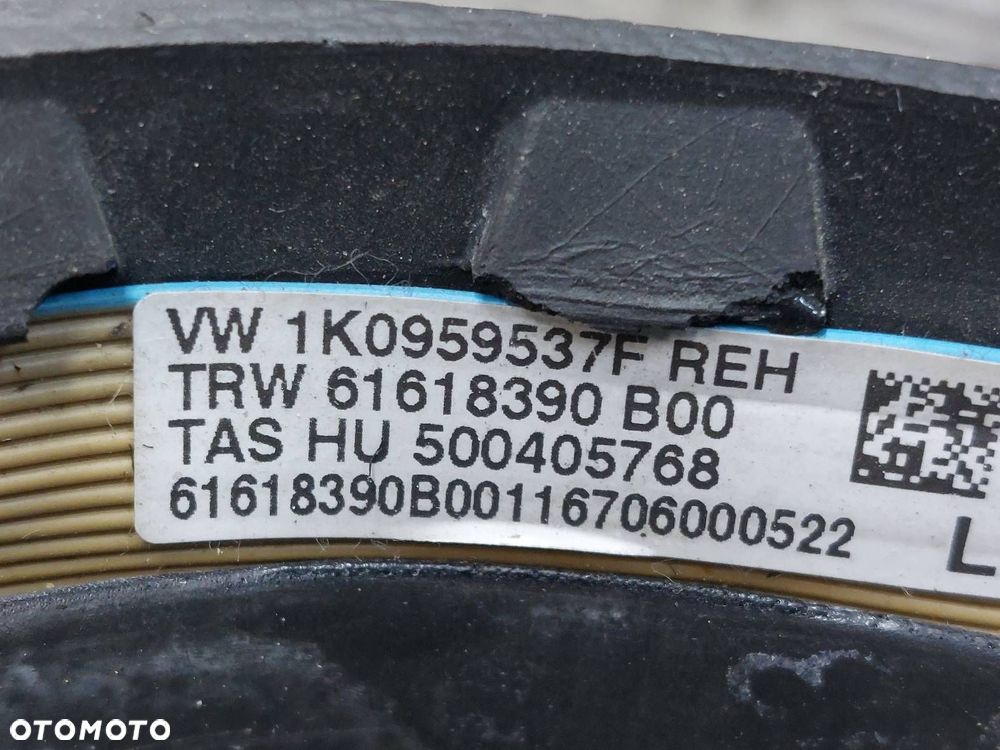 VW 1K0959537F REH
TRW 61618390 B00
TAS HU 500405768
61618390B00116706000522
L
OTOMOTO